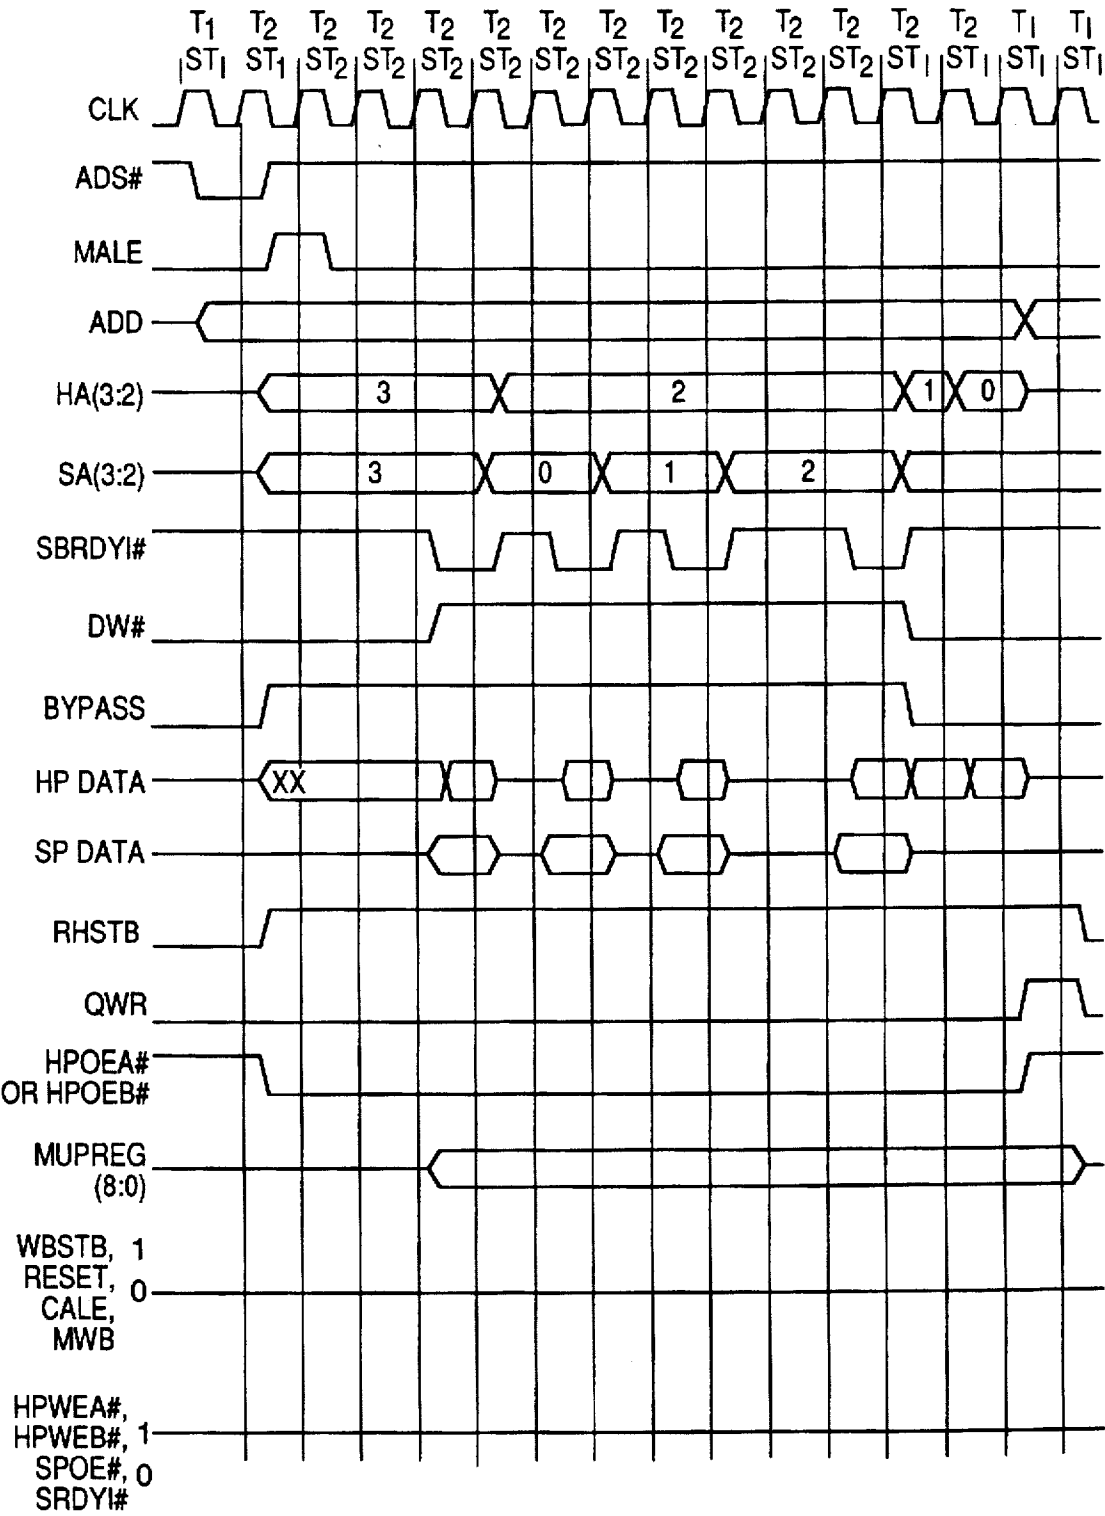 T1 T2 T2 T2 T2 T2 T2 T2 T2 T2 T2 T2 T2 T2 TI TI
STI ST1 ST2 ST2 ST2 ST2 ST2 ST2 ST2 ST2 ST2 ST2 STI STI STI STI
CLK
ADS#
MALE
ADD
HA(3:2) 3 2 1 0
SA(3:2) 3 0 1 2
SBRDYI#
DW#
BYPASS
HP DATA XX
SP DATA
RHSTB
QWR
HPOEA#
OR HPOEB#
MUPREG
(8:0)
WBSTB, 1
RESET, 0
CALE,
MWB
HPWEA#,
HPWEB#, 1
SPOE#, 0
SRDYI#